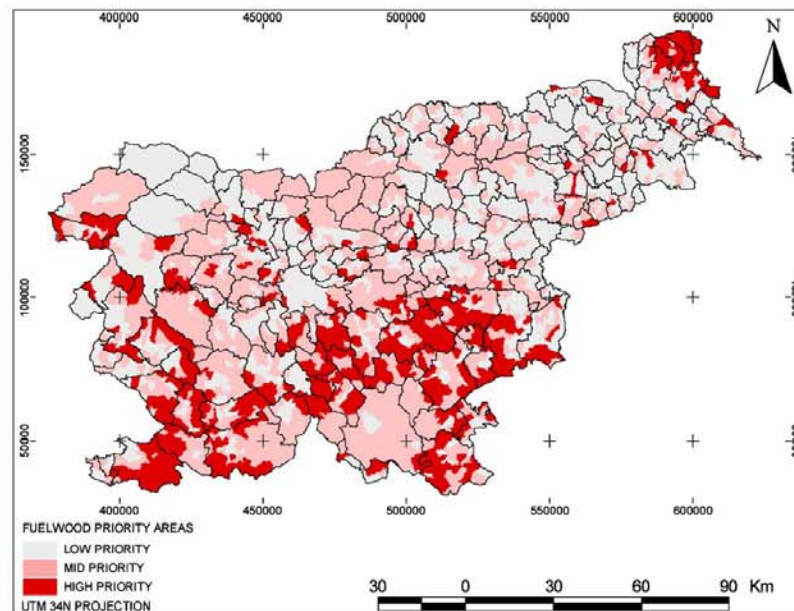 400000 450000 500000 550000 600000
N
150000
100000
50000
50000
400000 450000 500000 550000 600000
FUELWOOD PRIORITY AREAS
LOW PRIORITY
MID PRIORITY
HIGH PRIORITY
UTM 34N PROJECTION
30 0 30 60 90 Km